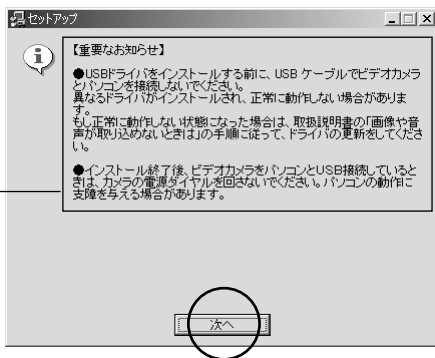 セットアップ
【重要なお知らせ】
●USBドライバをインストールする前に、USB ケーブルでビデオカメラ
とパソコンを接続しないでください。
異なるドライバがインストールされ、正常に動作しない場合がありま
す。
もし正常に動作しない状態になった場合は、取扱説明書の｢画像や音
声が取り込めないときは｣の手順に従って、ドライバの更新をしてくださ
い。
●インストール終了後、ビデオカメラをパソコンとUSB接続していると
きは、カメラの電源ダイヤルを回さないでください。パソコンの動作に
支障を与える場合があります。
次へ